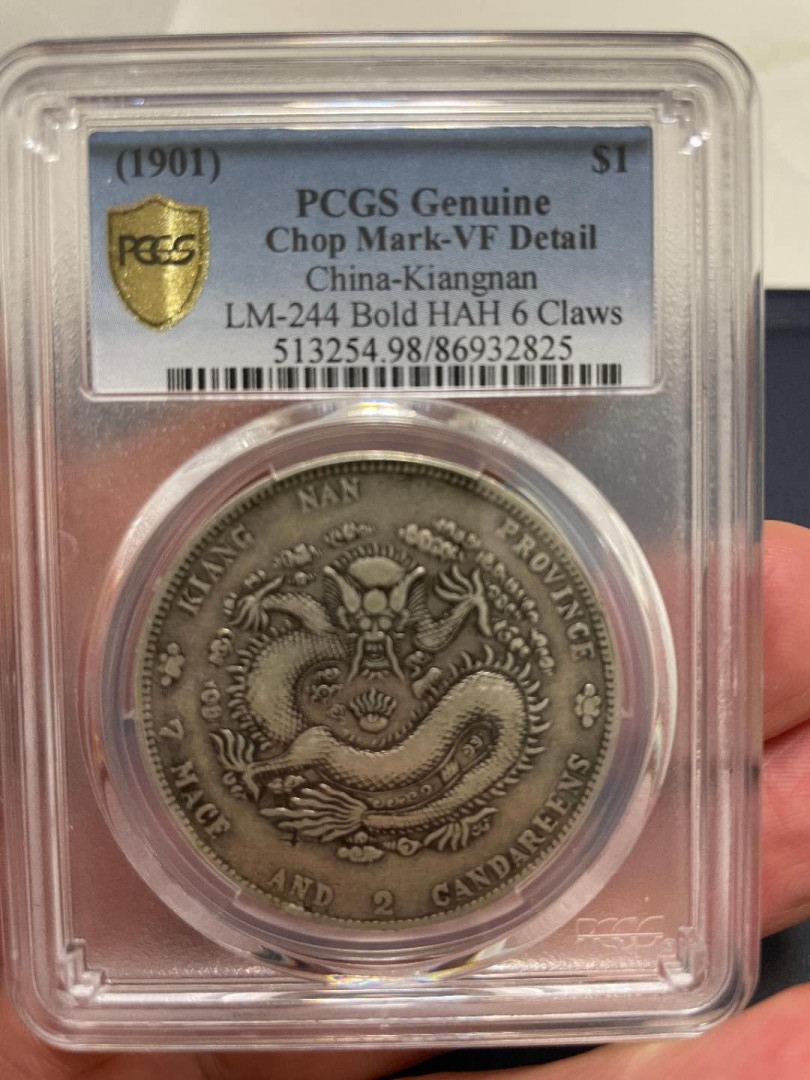 (1901) $1
PCGS Genuine
PCGS
Chop Mark-VF Detail
China-Kiangnan
LM-244 Bold HAH 6 Claws
513254.98/86932825
KIANG NAN PROVINCE
7 MACE AND 2 CANDAREENS
PCGS